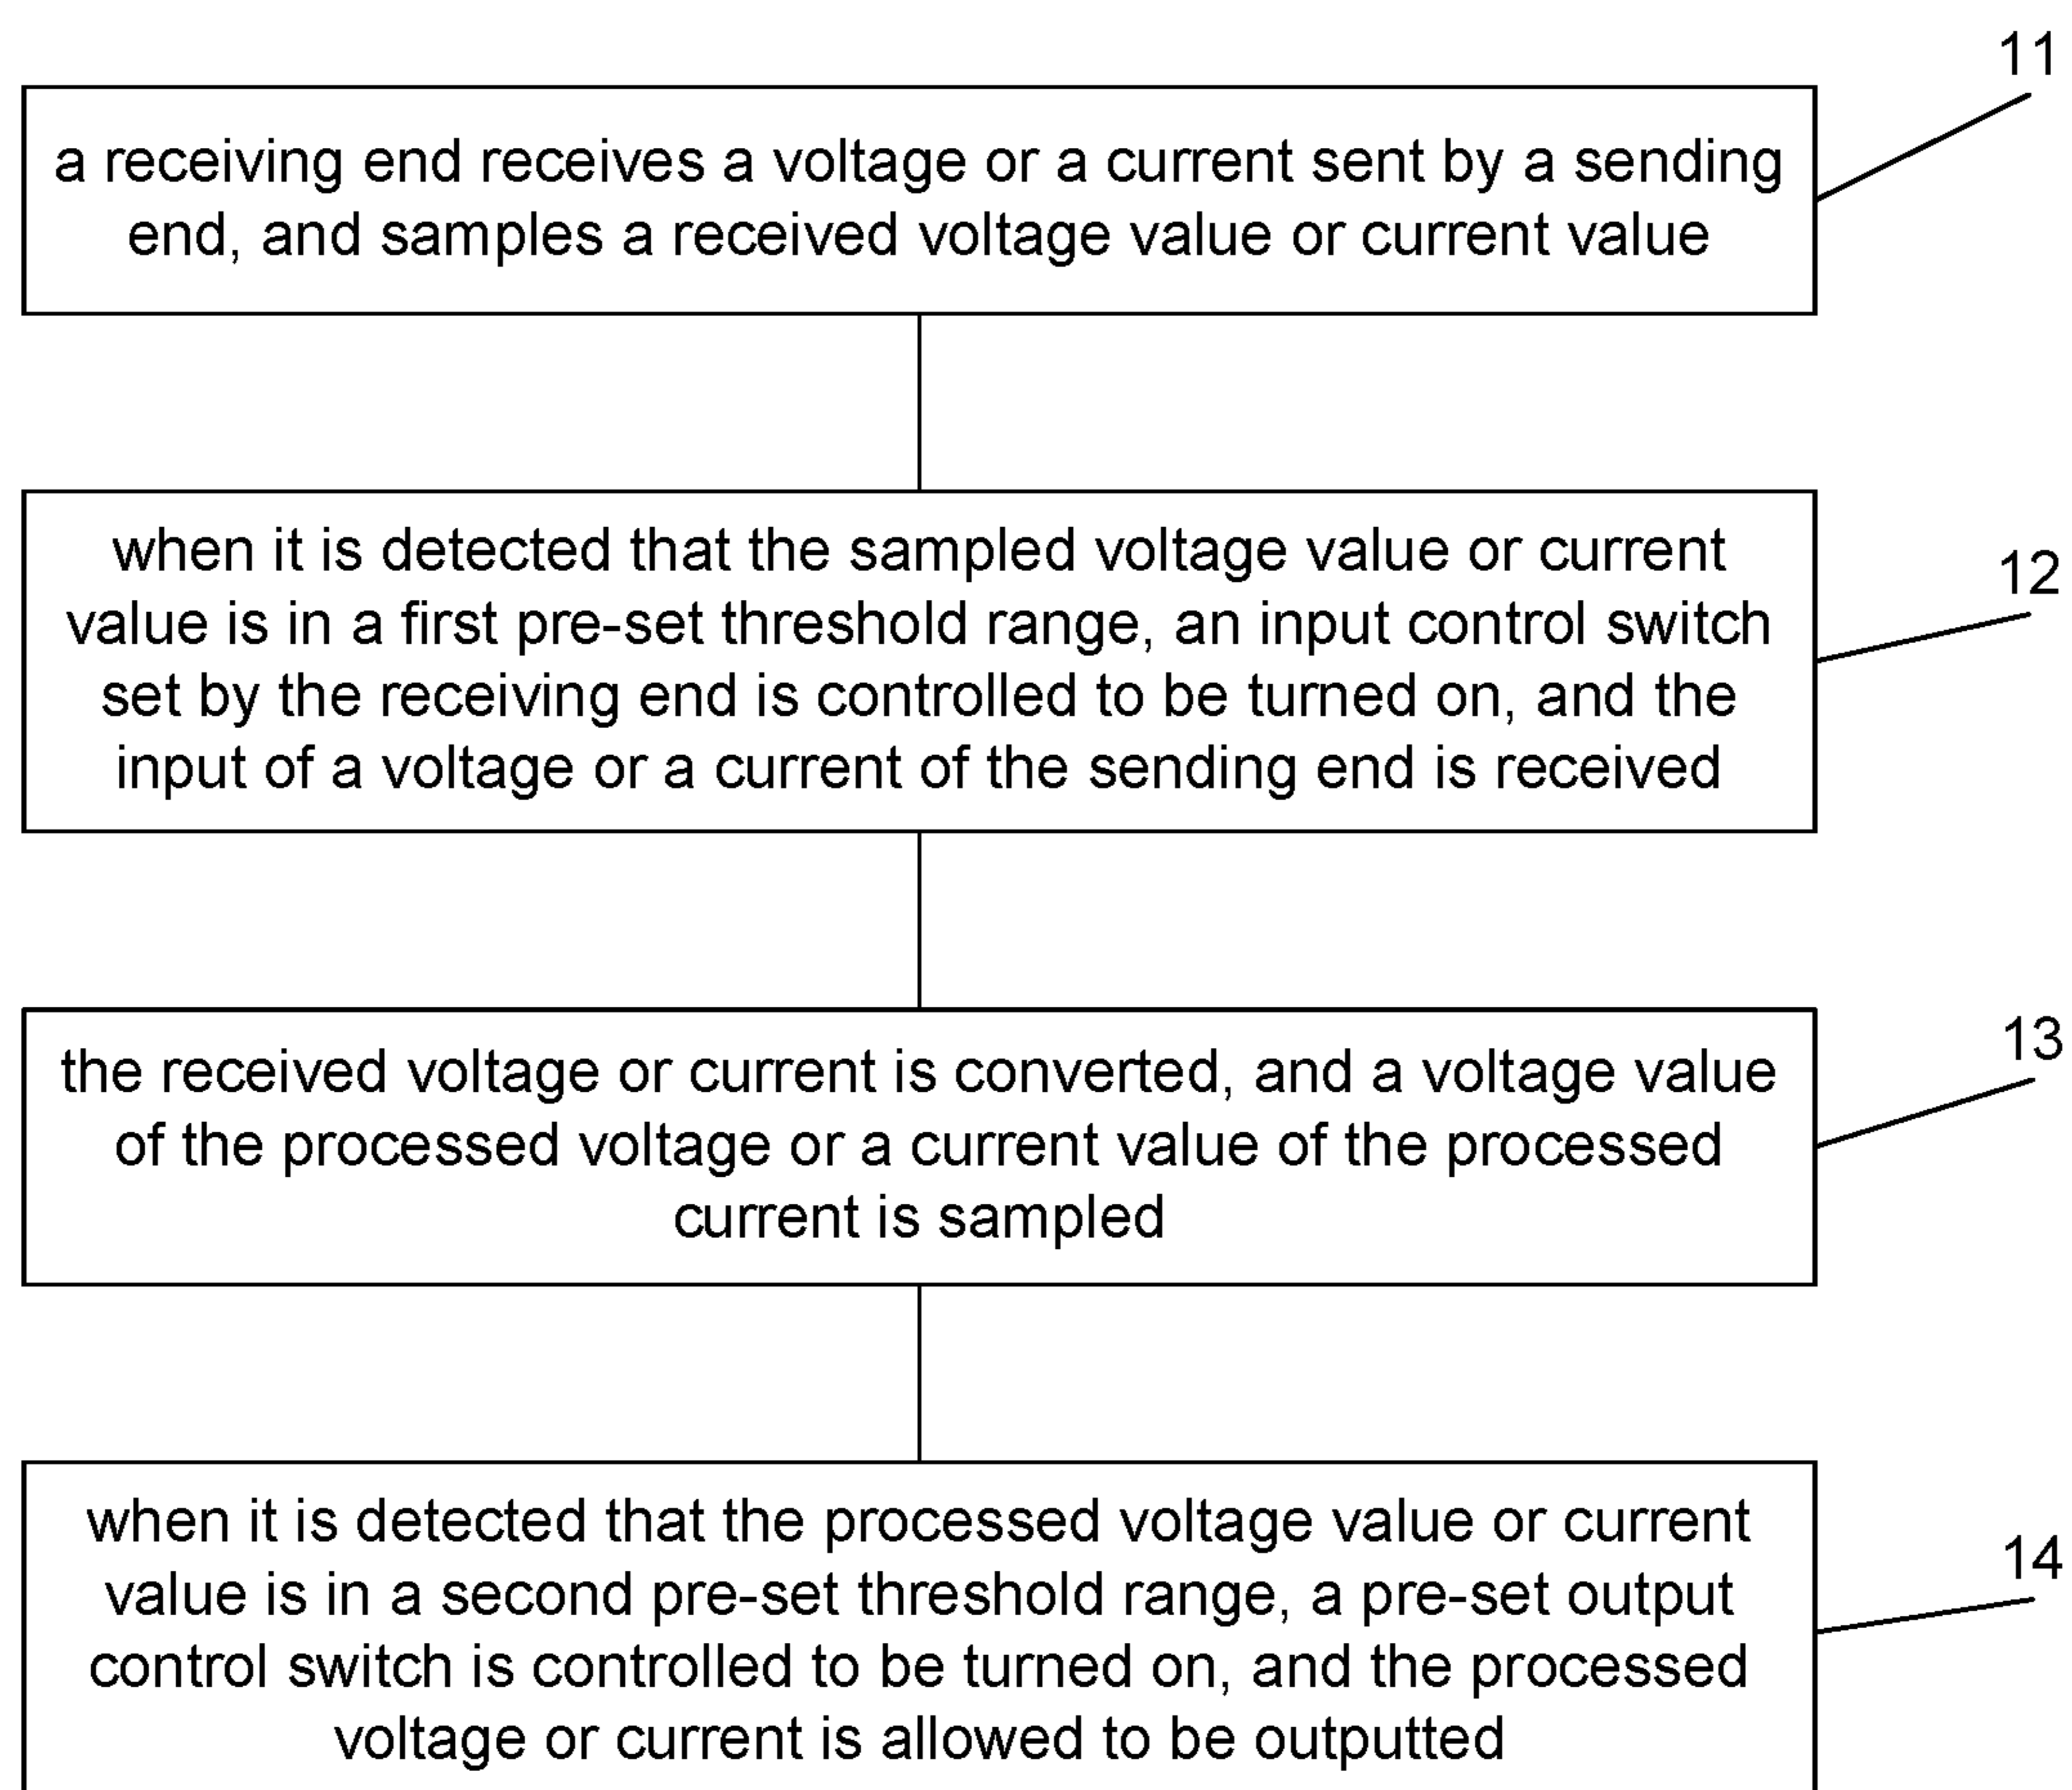 11
a receiving end receives a voltage or a current sent by a sending
end, and samples a received voltage value or current value
12
when it is detected that the sampled voltage value or current
value is in a first pre-set threshold range, an input control switch
set by the receiving end is controlled to be turned on, and the
input of a voltage or a current of the sending end is received
13
the received voltage or current is converted, and a voltage value
of the processed voltage or a current value of the processed
current is sampled
14
when it is detected that the processed voltage value or current
value is in a second pre-set threshold range, a pre-set output
control switch is controlled to be turned on, and the processed
voltage or current is allowed to be outputted